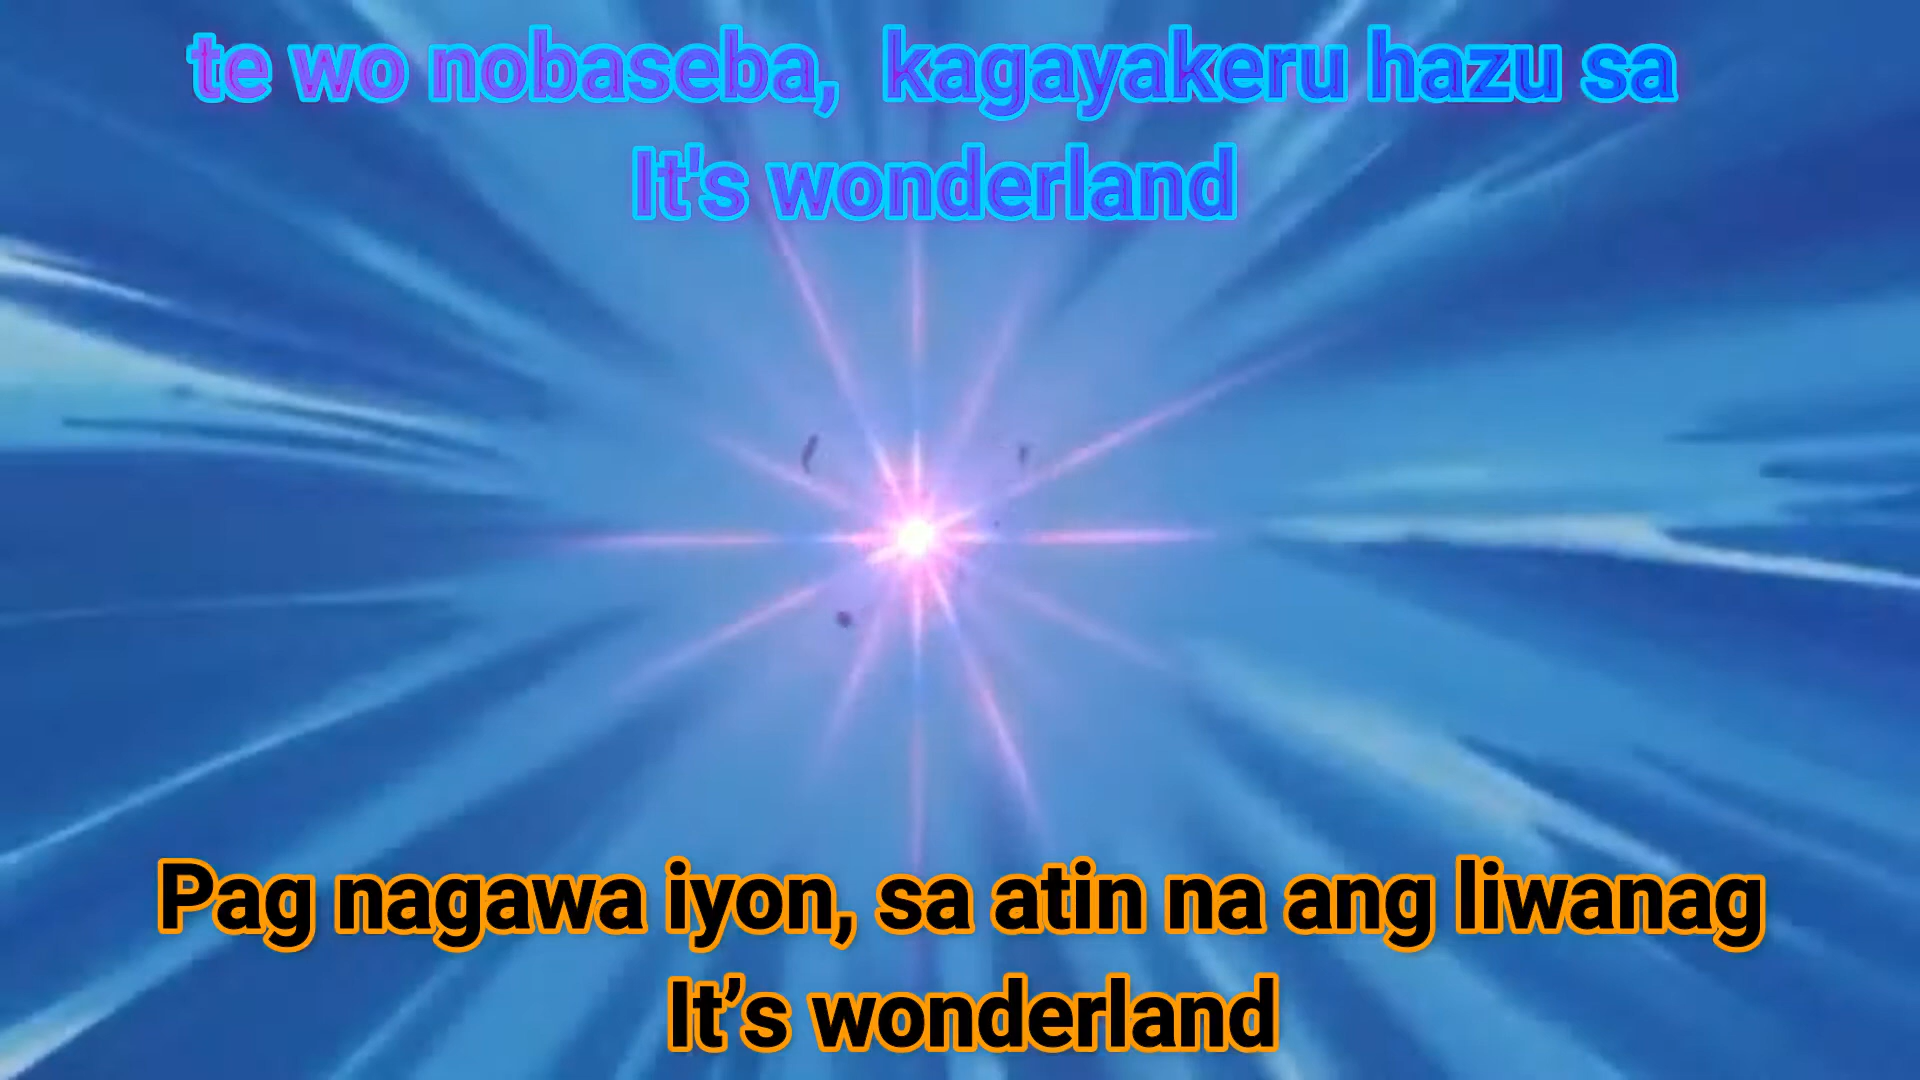 te wo nobaseba, kagayakeru hazu sa
It's wonderland
Pag nagawa iyon, sa atin na ang liwanag
It’s wonderland